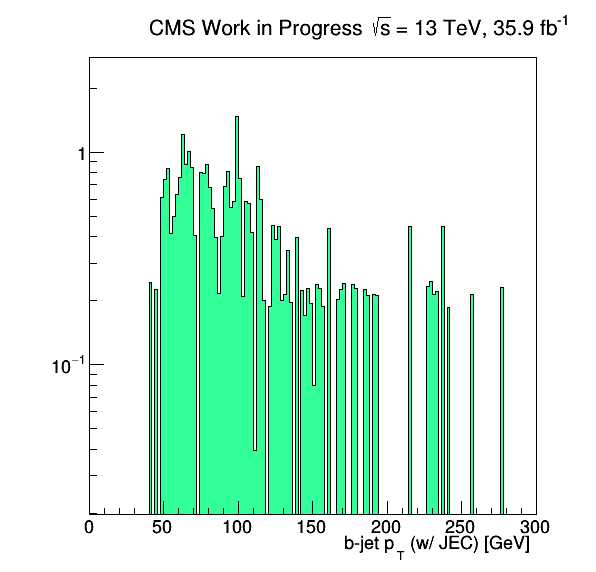 CMS Work in Progress √s = 13 TeV, 35.9 fb⁻¹
1
10⁻¹
0 50 100 150 200 250 300
b-jet p_T (w/ JEC) [GeV]